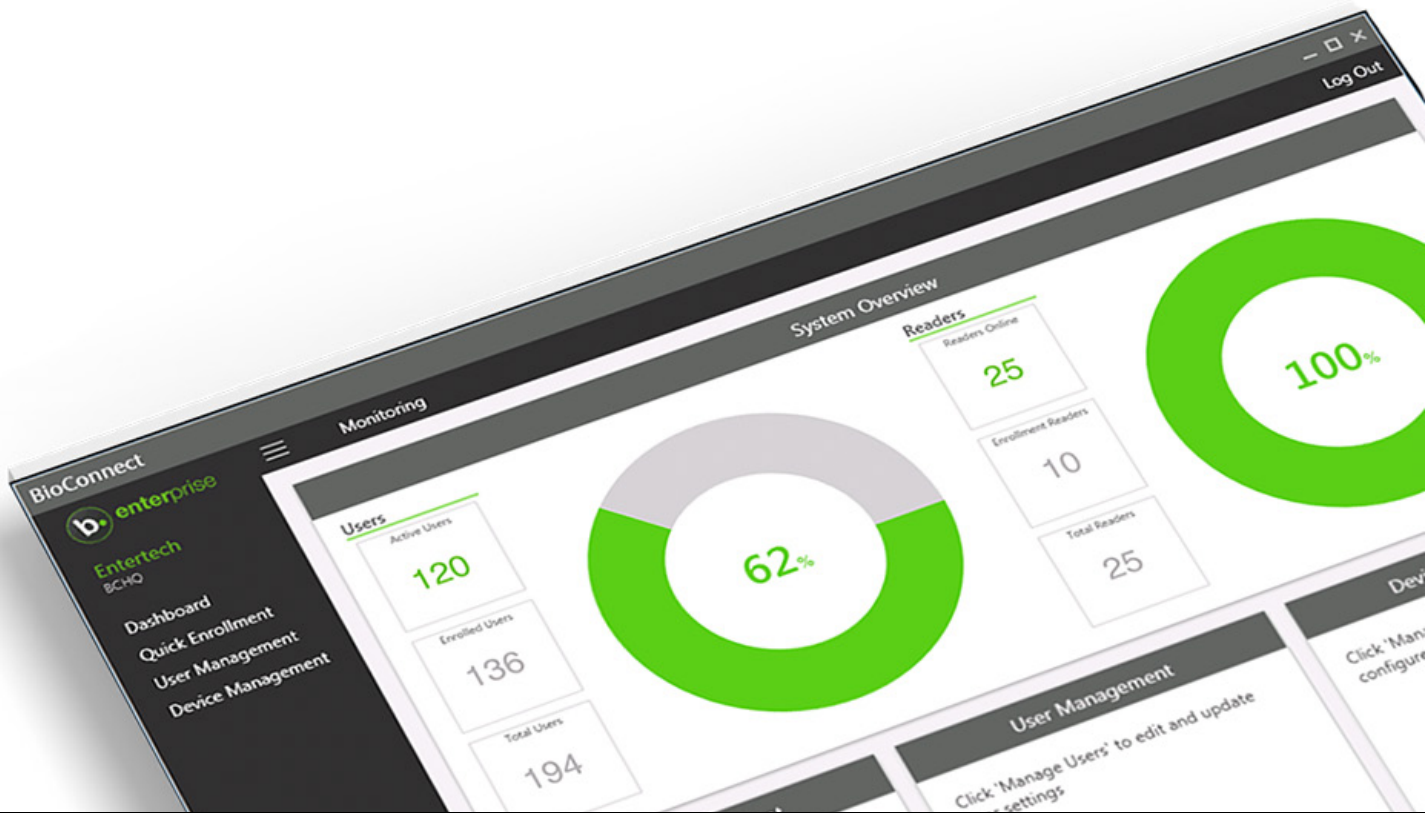 BioConnect
Log Out
b. enterprise
Monitoring
Entertech
BCHQ
Dashboard
Quick Enrollment
User Management
Device Management
System Overview
Users
Active Users
120
Enrolled Users
136
Total Users
194
62%
Readers
Readers Online
25
Enrollment Readers
10
Total Readers
25
100%
User Management
Click 'Manage Users' to edit and update
settings
Click
configure